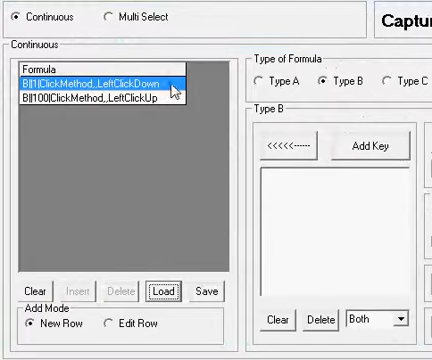 Continuous
Multi Select
Captu
Continuous
Formula
B||1|ClickMethod,,LeftClickDown
B||100|ClickMethod,,LeftClickUp
Clear
Insert
Delete
Load
Save
Add Mode
New Row
Edit Row
Type of Formula
Type A
Type B
Type C
Type B
<<<<<------
Add Key
Clear
Delete
Both